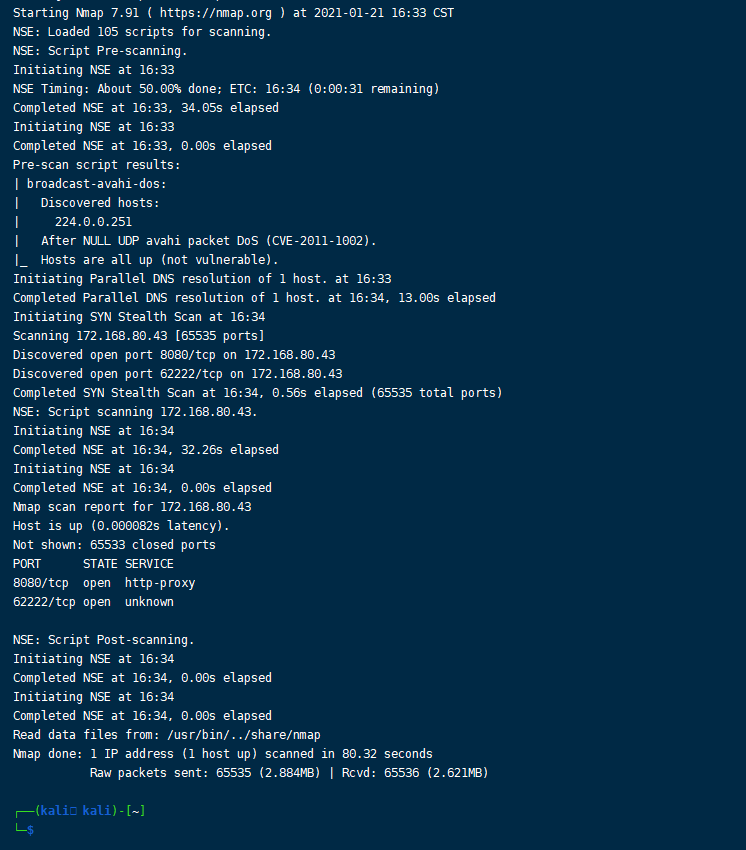 Starting Nmap 7.91 ( https://nmap.org ) at 2021-01-21 16:33 CST
NSE: Loaded 105 scripts for scanning.
NSE: Script Pre-scanning.
Initiating NSE at 16:33
NSE Timing: About 50.00% done; ETC: 16:34 (0:00:31 remaining)
Completed NSE at 16:33, 34.05s elapsed
Initiating NSE at 16:33
Completed NSE at 16:33, 0.00s elapsed
Pre-scan script results:
| broadcast-avahi-dos:
|   Discovered hosts:
|     224.0.0.251
|   After NULL UDP avahi packet DoS (CVE-2011-1002).
|_  Hosts are all up (not vulnerable).
Initiating Parallel DNS resolution of 1 host. at 16:33
Completed Parallel DNS resolution of 1 host. at 16:34, 13.00s elapsed
Initiating SYN Stealth Scan at 16:34
Scanning 172.168.80.43 [65535 ports]
Discovered open port 8080/tcp on 172.168.80.43
Discovered open port 62222/tcp on 172.168.80.43
Completed SYN Stealth Scan at 16:34, 0.56s elapsed (65535 total ports)
NSE: Script scanning 172.168.80.43.
Initiating NSE at 16:34
Completed NSE at 16:34, 32.26s elapsed
Initiating NSE at 16:34
Completed NSE at 16:34, 0.00s elapsed
Nmap scan report for 172.168.80.43
Host is up (0.000082s latency).
Not shown: 65533 closed ports
PORT      STATE SERVICE
8080/tcp  open  http-proxy
62222/tcp open  unknown
NSE: Script Post-scanning.
Initiating NSE at 16:34
Completed NSE at 16:34, 0.00s elapsed
Initiating NSE at 16:34
Completed NSE at 16:34, 0.00s elapsed
Read data files from: /usr/bin/../share/nmap
Nmap done: 1 IP address (1 host up) scanned in 80.32 seconds
           Raw packets sent: 65535 (2.884MB) | Rcvd: 65536 (2.621MB)
┌──(kali□ kali)-[~]
└─$